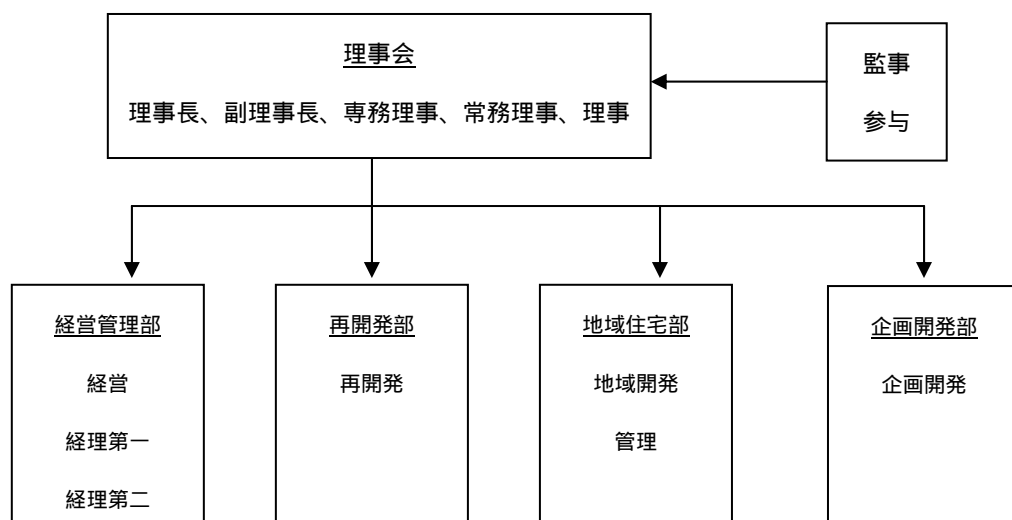 理事会
理事長、副理事長、専務理事、常務理事、理事
監事
参与
経営管理部
経営
経理第一
経理第二
再開発部
再開発
地域住宅部
地域開発
管理
企画開発部
企画開発